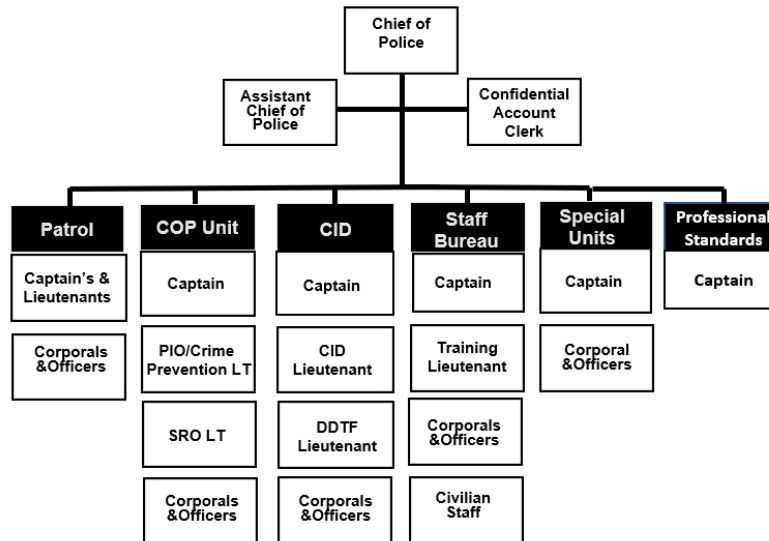 Chief of
Police
Assistant
Chief of
Police
Confidential
Account
Clerk
Patrol
Captain's &
Lieutenants
Corporals
&Officers
COP Unit
Captain
PIO/Crime
Prevention LT
SRO LT
Corporals
&Officers
CID
Captain
CID
Lieutenant
DDTF
Lieutenant
Corporals
&Officers
Staff
Bureau
Captain
Training
Lieutenant
Corporals
&Officers
Civilian
Staff
Special
Units
Captain
Corporal
&Officers
Professional
Standards
Captain